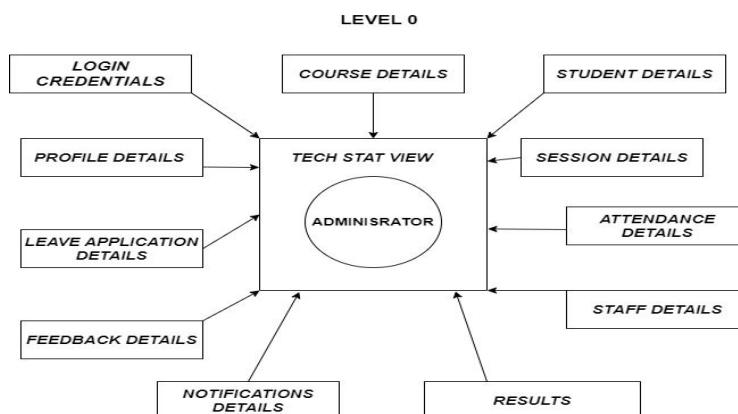 LEVEL 0
LOGIN
CREDENTIALS
COURSE DETAILS
STUDENT DETAILS
PROFILE DETAILS
TECH STAT VIEW
SESSION DETAILS
ADMINISRATOR
ATTENDANCE
DETAILS
LEAVE APPLICATION
DETAILS
STAFF DETAILS
FEEDBACK DETAILS
NOTIFICATIONS
DETAILS
RESULTS